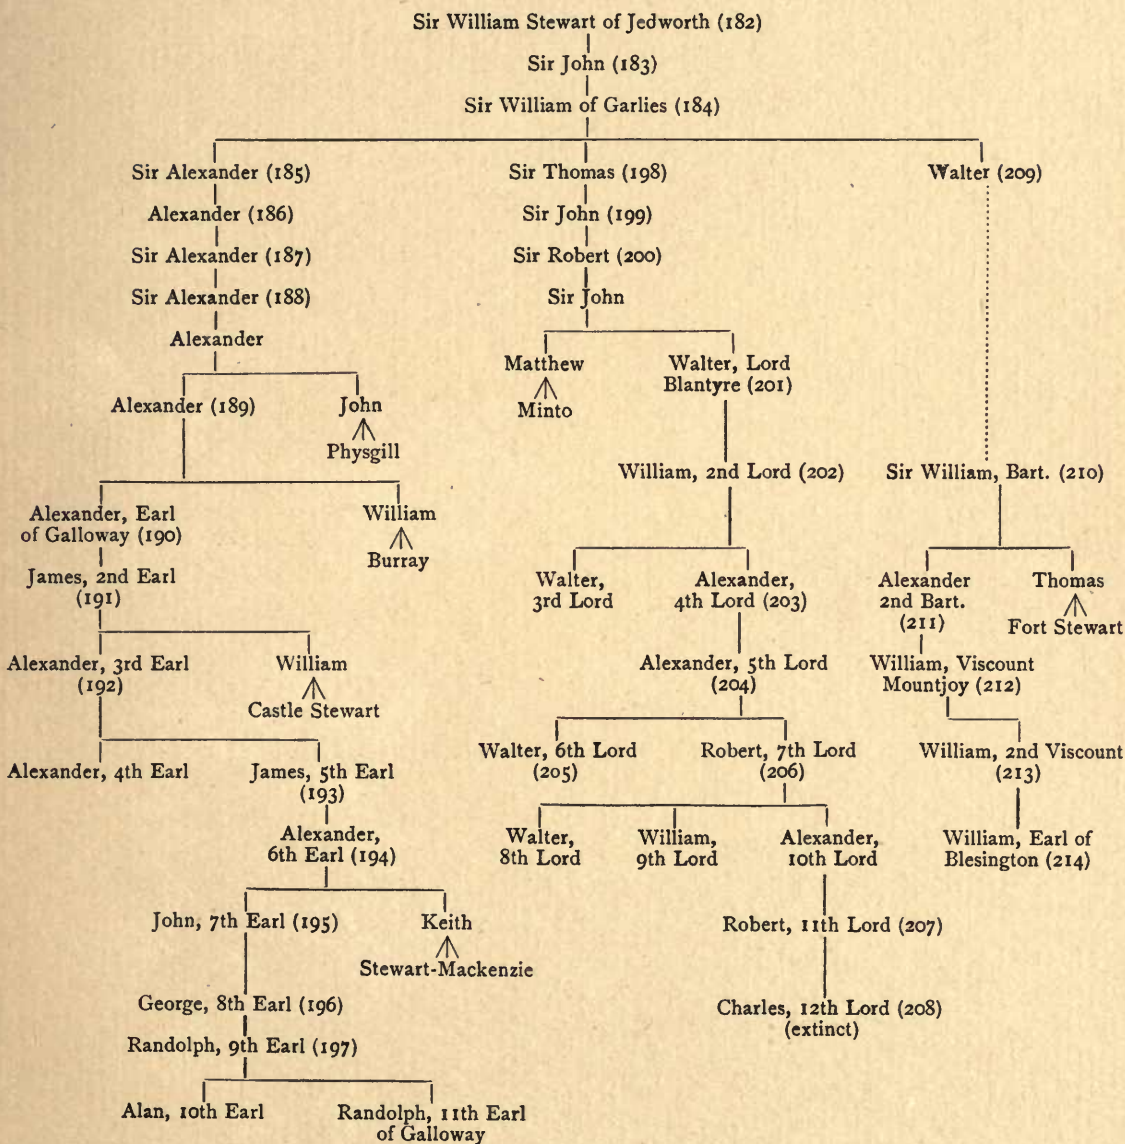 Sir William Stewart of Jedworth (182)
Sir John (183)
Sir William of Garlies (184)
Sir Alexander (185)
Sir Thomas (198)
Walter (209)
Alexander (186)
Sir John (199)
Sir Alexander (187)
Sir Robert (200)
Sir Alexander (188)
Sir John
Alexander
Matthew
Minto
Walter, Lord
Blantyre (201)
Alexander (189)
John
Physgill
William, 2nd Lord (202)
Sir William, Bart. (210)
Alexander, Earl
of Galloway (190)
William
Burray
James, 2nd Earl
(191)
Walter,
3rd Lord
Alexander,
4th Lord (203)
Alexander
2nd Bart.
(211)
Thomas
Fort Stewart
Alexander, 3rd Earl
(192)
William
Castle Stewart
Alexander, 5th Lord
(204)
William, Viscount
Mountjoy (212)
Alexander, 4th Earl
James, 5th Earl
(193)
Walter, 6th Lord
(205)
Robert, 7th Lord
(206)
William, 2nd Viscount
(213)
Alexander,
6th Earl (194)
Walter,
8th Lord
William,
9th Lord
Alexander,
10th Lord
William, Earl of
Blesington (214)
John, 7th Earl (195)
Keith
Stewart-Mackenzie
Robert, 11th Lord (207)
George, 8th Earl (196)
Charles, 12th Lord (208)
(extinct)
Randolph, 9th Earl (197)
Alan, 10th Earl
Randolph, 11th Earl
of Galloway